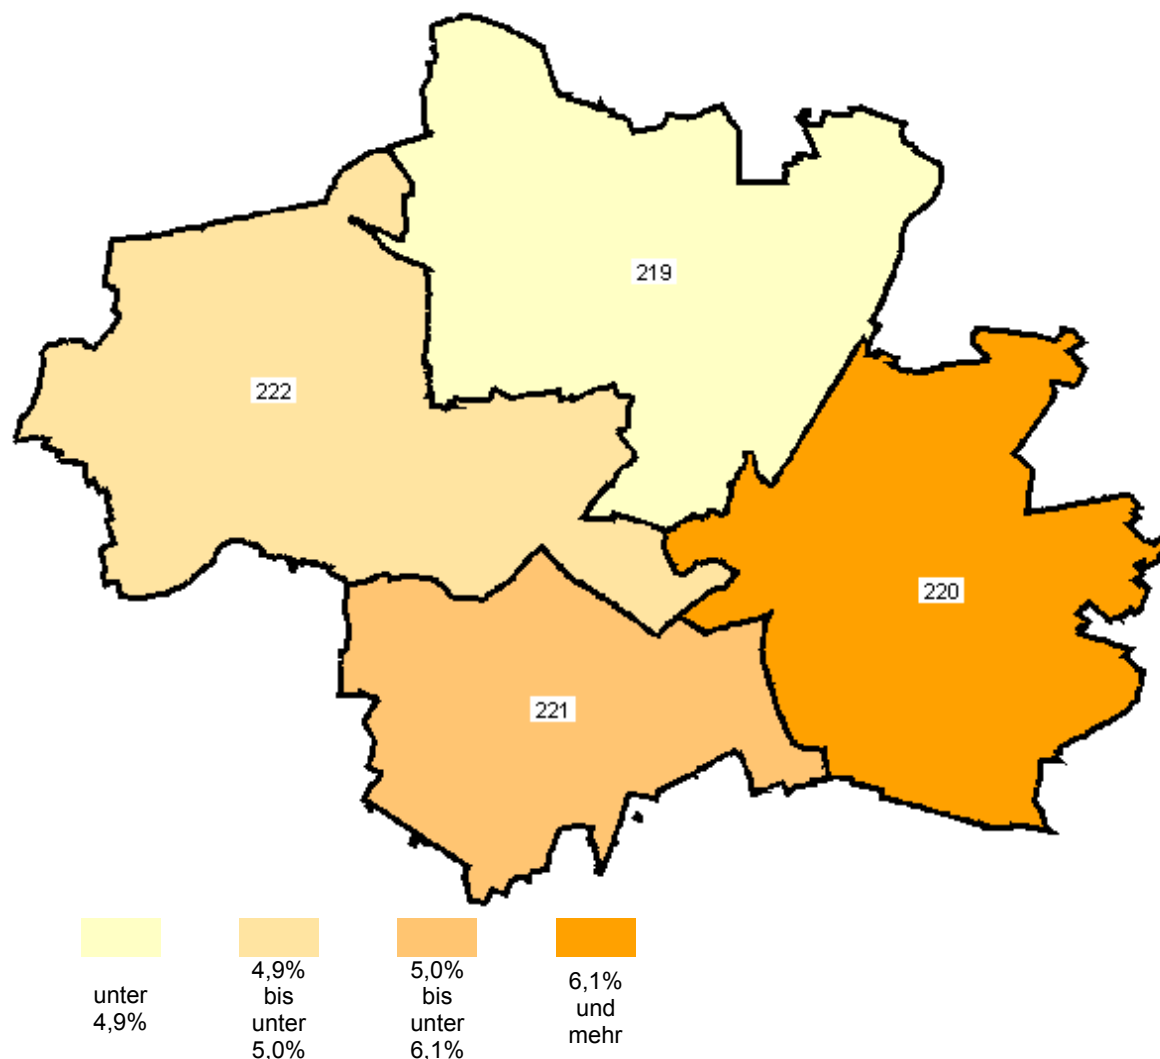 219
222
220
221
unter
4,9%
4,9%
bis
unter
5,0%
5,0%
bis
unter
6,1%
6,1%
und
mehr